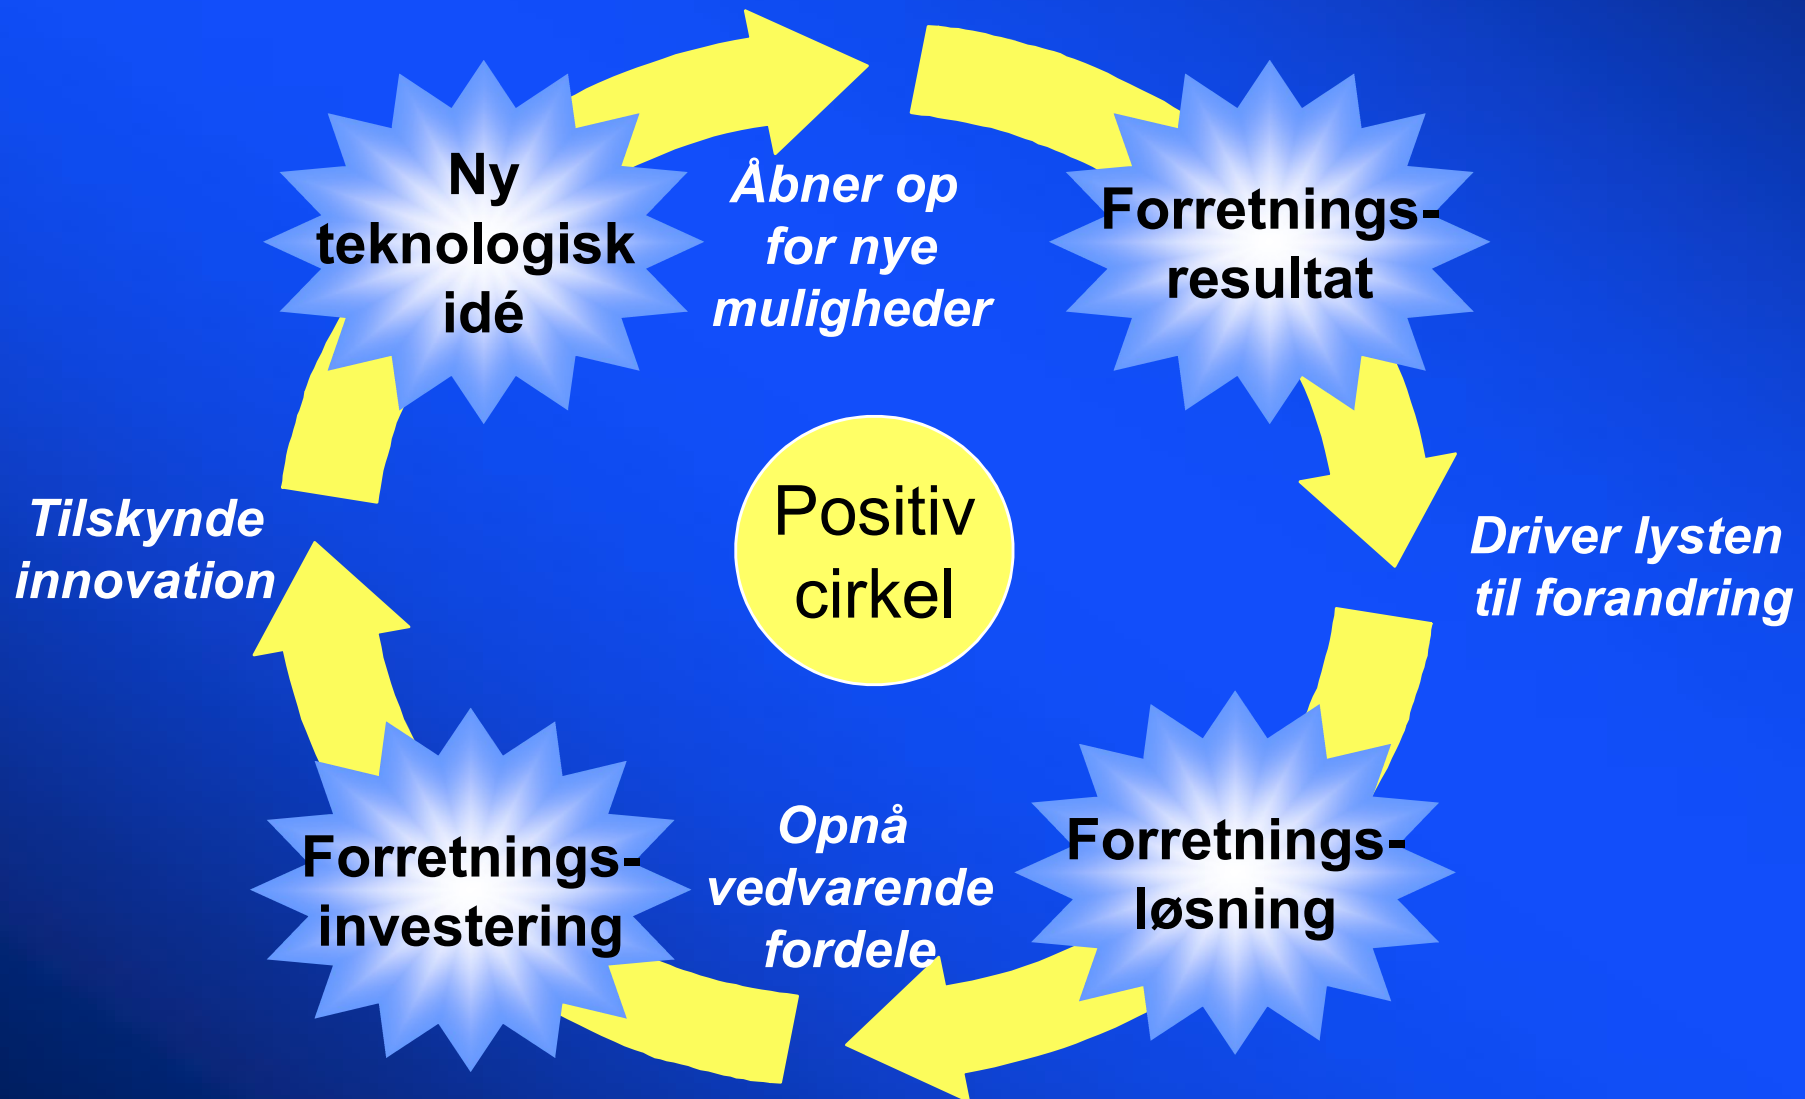 Ny
teknologisk
idé
Åbner op
for nye
muligheder
Forretnings-
resultat
Driver lysten
til forandring
Forretnings-
løsning
Opnå
vedvarende
fordele
Forretnings-
investering
Tilskynde
innovation
Positiv
cirkel